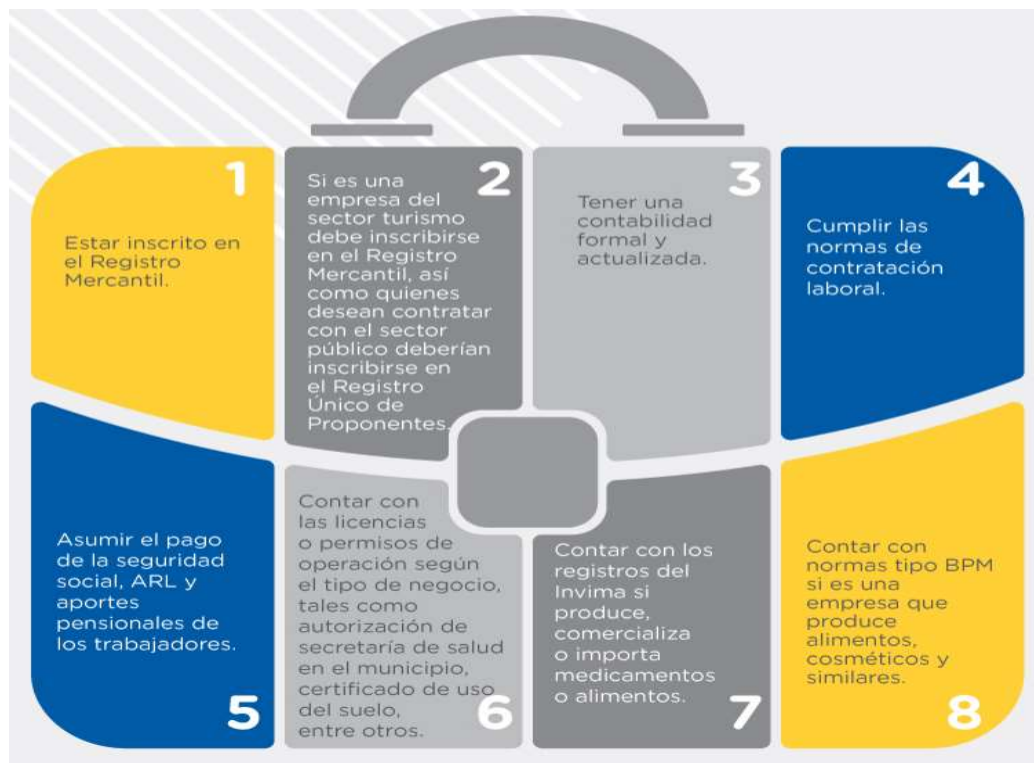 1
Estar inscrito en
el Registro
Mercantil.
2
Si es una
empresa del
sector turismo
debe inscribirse
en el Registro
Mercantil, así
como quienes
desean contratar
con el sector
público deberían
inscribirse en
el Registro
Único de
Proponentes.
3
Tener una
contabilidad
formal y
actualizada.
4
Cumplir las
normas de
contratación
laboral.
Asumir el pago
de la seguridad
social, ARL y
aportes
pensionales de
los trabajadores.
5
Contar con
las licencias
o permisos de
operación según
el tipo de negocio,
tales como
autorización de
secretaría de salud
en el municipio,
certificado de uso
del suelo,
entre otros.
6
Contar con los
registros del
Invima si
produce,
comercializa
o importa
medicamentos
o alimentos.
7
Contar con
normas tipo BPM
si es una
empresa que
produce
alimentos,
cosméticos y
similares.
8